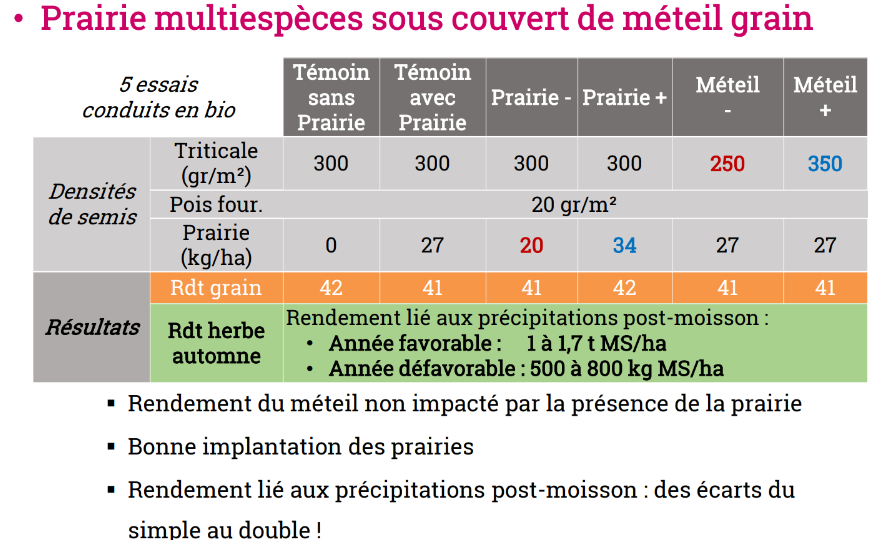 • Prairie multiespèces sous couvert de méteil grain
5 essais conduits en bio | Témoin sans Prairie | Témoin avec Prairie | Prairie - | Prairie + | Méteil - | Méteil +
Densités de semis | Triticale (gr/m²) | 300 | 300 | 300 | 300 | 250 | 350
Pois four. | 20 gr/m²
Prairie (kg/ha) | 0 | 27 | 20 | 34 | 27 | 27
Résultats | Rdt grain | 42 | 41 | 41 | 42 | 41 | 41
Rdt herbe automne | Rendement lié aux précipitations post-moisson :
• Année favorable : 1 à 1,7 t MS/ha
• Année défavorable : 500 à 800 kg MS/ha
▪ Rendement du méteil non impacté par la présence de la prairie
▪ Bonne implantation des prairies
▪ Rendement lié aux précipitations post-moisson : des écarts du
simple au double !